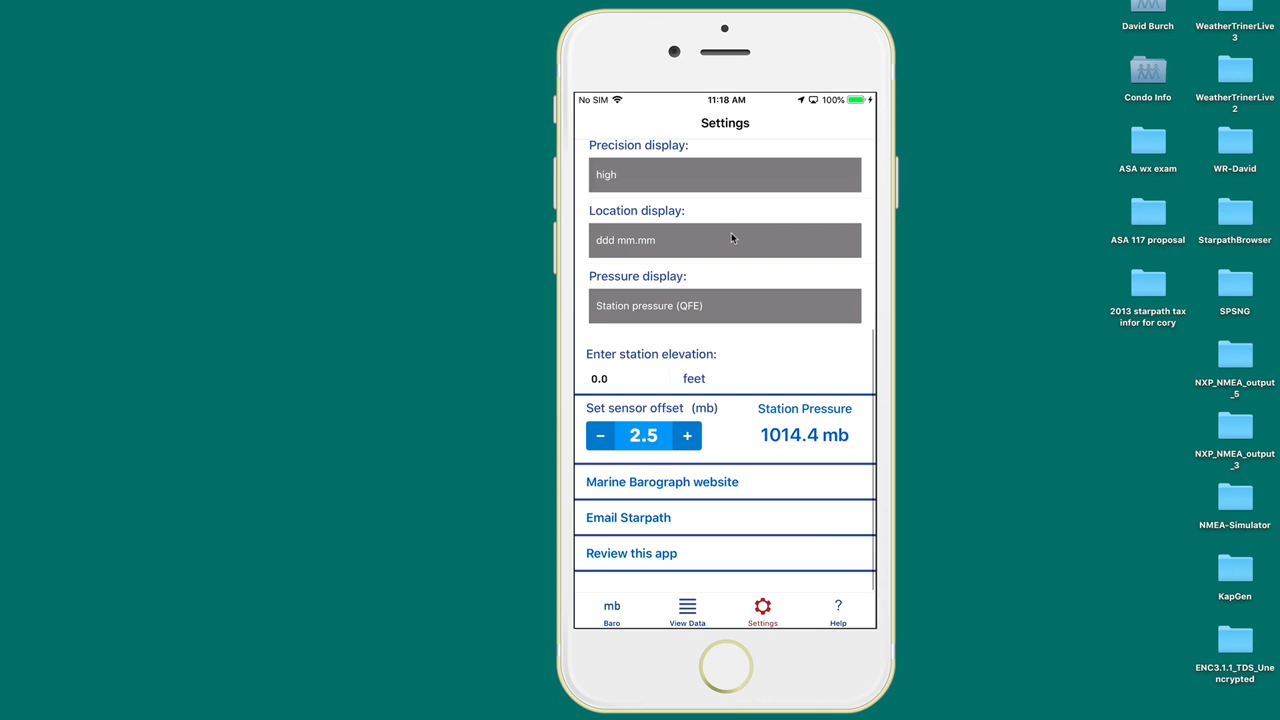 No SIM
11:18 AM
100%
Settings
Precision display:
high
Location display:
ddd mm.mm
Pressure display:
Station pressure (QFE)
Enter station elevation:
0.0 feet
Set sensor offset (mb)
Station Pressure
− 2.5 +
1014.4 mb
Marine Barograph website
Email Starpath
Review this app
mb
Baro
View Data
Settings
?
Help
David Burch
WeatherTrinerLive
3
Condo Info
WeatherTrinerLive
2
ASA wx exam
WR-David
ASA 117 proposal
StarpathBrowser
2013 starpath tax
infor for cory
SPSNG
NXP_NMEA_output
_5
NXP_NMEA_output
_3
NMEA-Simulator
KapGen
ENC3.1.1_TDS_Une
ncrypted